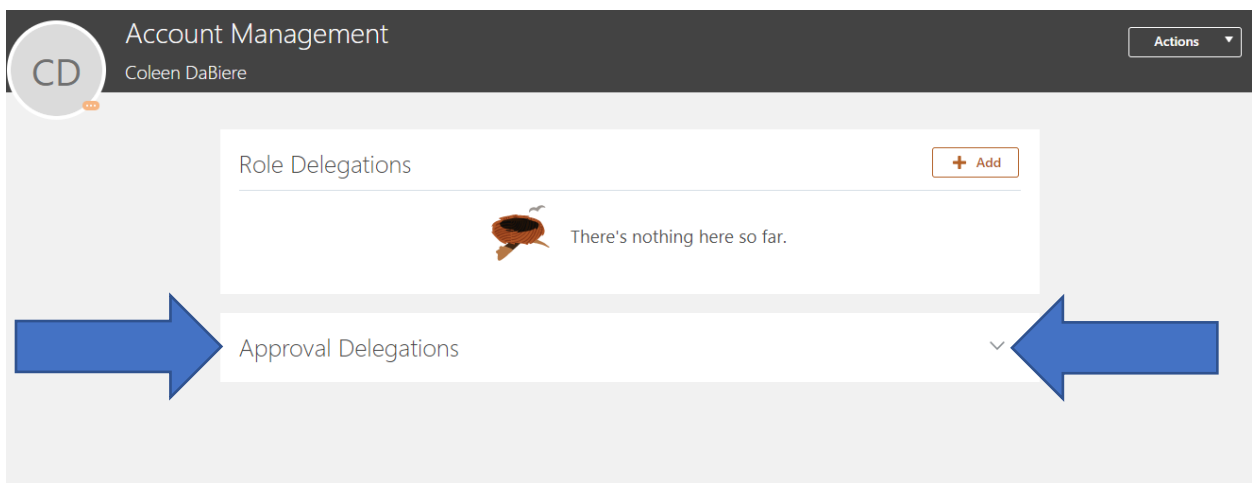 CD
Account Management
Coleen DaBiere
Actions
Role Delegations
Add
There's nothing here so far.
Approval Delegations